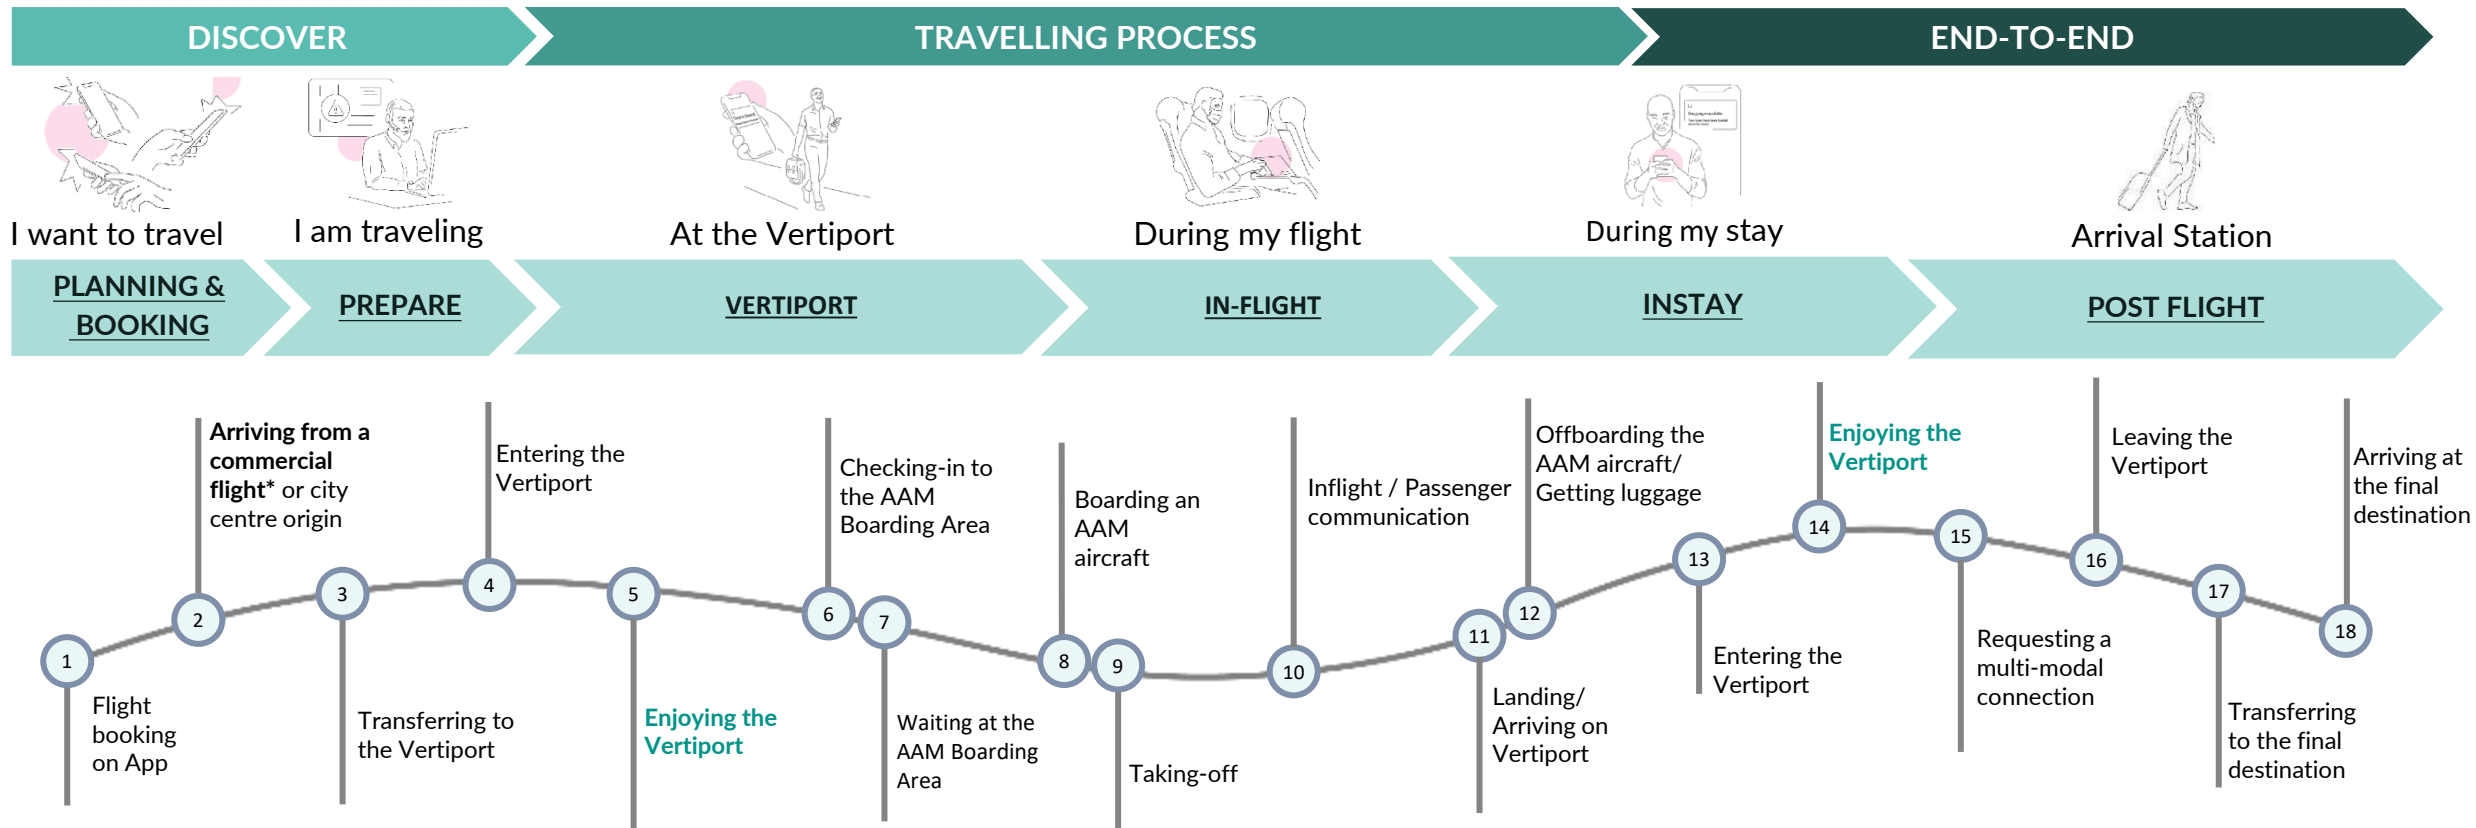 DISCOVER
TRAVELLING PROCESS
END-TO-END
I want to travel
I am traveling
At the Vertiport
During my flight
During my stay
Arrival Station
PLANNING &
BOOKING
PREPARE
VERTIPORT
IN-FLIGHT
INSTAY
POST FLIGHT
1
Flight
booking
on App
2
Arriving from a
commercial
flight* or city
centre origin
3
Transferring to
the Vertiport
4
Entering the
Vertiport
5
Enjoying the
Vertiport
6
Checking-in to
the AAM
Boarding Area
7
Waiting at the
AAM Boarding
Area
8
Boarding an
AAM
aircraft
9
Taking-off
10
Inflight / Passenger
communication
11
Landing/
Arriving on
Vertiport
12
Offboarding the
AAM aircraft/
Getting luggage
13
Entering the
Vertiport
14
Enjoying the
Vertiport
15
Requesting a
multi-modal
connection
16
Leaving the
Vertiport
17
Transferring
to the final
destination
18
Arriving at
the final
destination